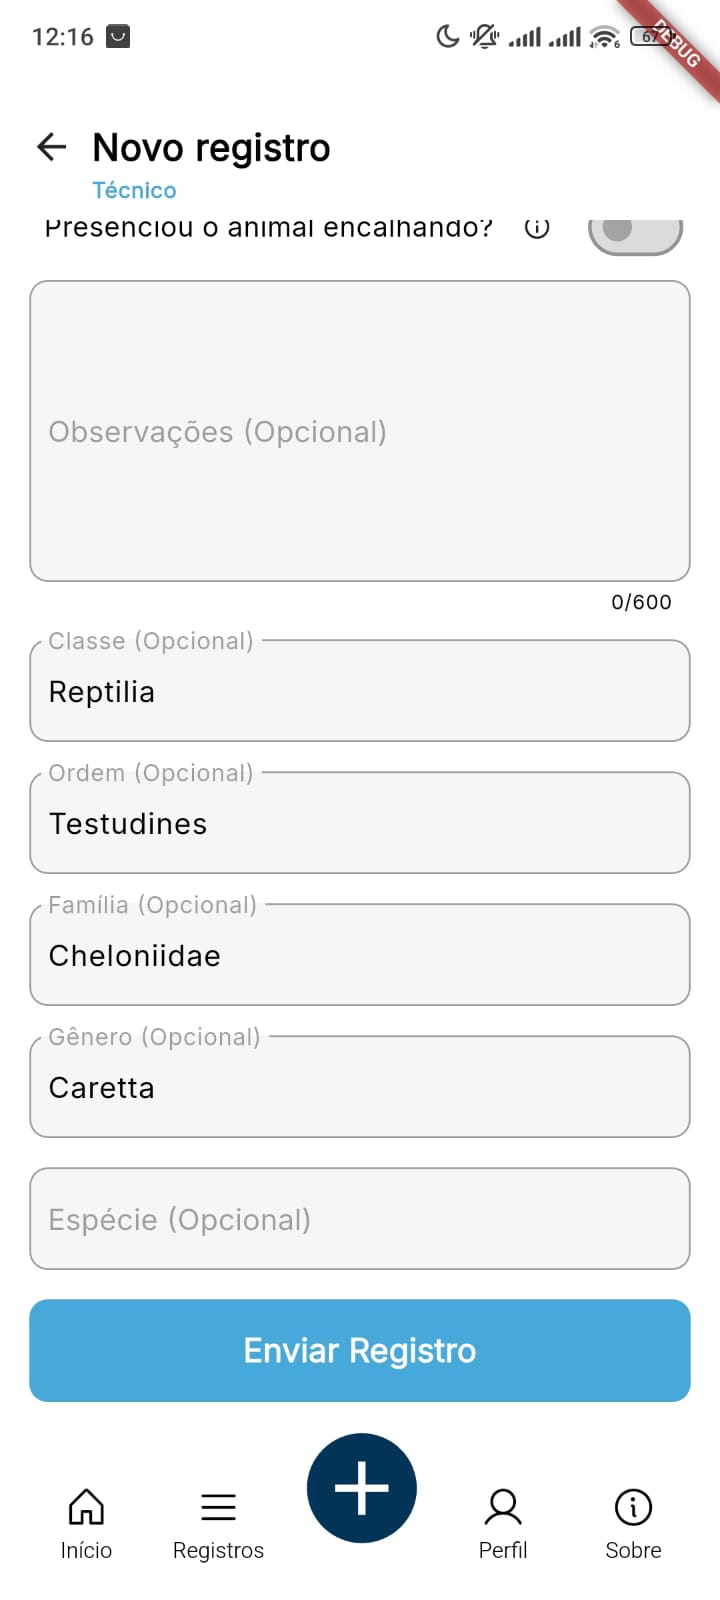 12:16
67
DEBUG
Novo registro
Técnico
Presenciou o animal encalhando?
Observações (Opcional)
0/600
Classe (Opcional)
Reptilia
Ordem (Opcional)
Testudines
Família (Opcional)
Cheloniidae
Gênero (Opcional)
Caretta
Espécie (Opcional)
Enviar Registro
Início
Registros
Perfil
Sobre